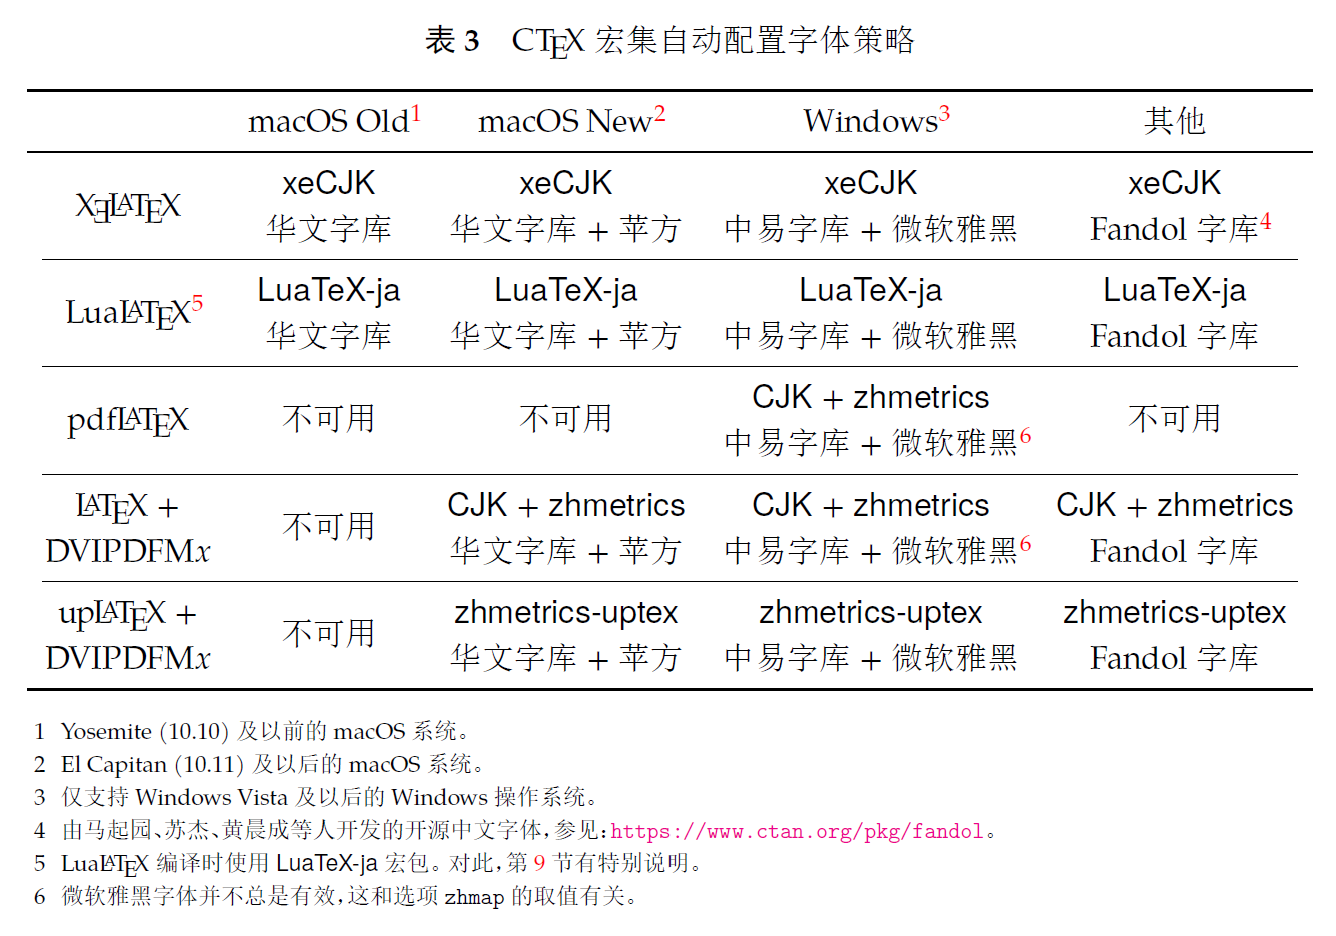 表 3 CTEX 宏集自动配置字体策略
macOS Old1 macOS New2 Windows3 其他
XƎLATEX
xeCJK xeCJK xeCJK xeCJK
华文字库 华文字库 + 苹方 中易字库 + 微软雅黑 Fandol 字库4
LuaLATEX5
LuaTeX-ja LuaTeX-ja LuaTeX-ja LuaTeX-ja
华文字库 华文字库 + 苹方 中易字库 + 微软雅黑 Fandol 字库
pdfLATEX 不可用 不可用
CJK + zhmetrics
中易字库 + 微软雅黑6
不可用
LATEX +
DVIPDFMx
不可用
CJK + zhmetrics CJK + zhmetrics CJK + zhmetrics
华文字库 + 苹方 中易字库 + 微软雅黑6 Fandol 字库
upLATEX +
DVIPDFMx
不可用
zhmetrics-uptex zhmetrics-uptex zhmetrics-uptex
华文字库 + 苹方 中易字库 + 微软雅黑 Fandol 字库
1 Yosemite (10.10) 及以前的 macOS 系统。
2 El Capitan (10.11) 及以后的 macOS 系统。
3 仅支持 Windows Vista 及以后的 Windows 操作系统。
4 由马起园、苏杰、黄晨成等人开发的开源中文字体，参见：https://www.ctan.org/pkg/fandol。
5 LuaLATEX 编译时使用 LuaTeX-ja 宏包。对此，第 9 节有特别说明。
6 微软雅黑字体并不总是有效，这和选项 zhmap 的取值有关。